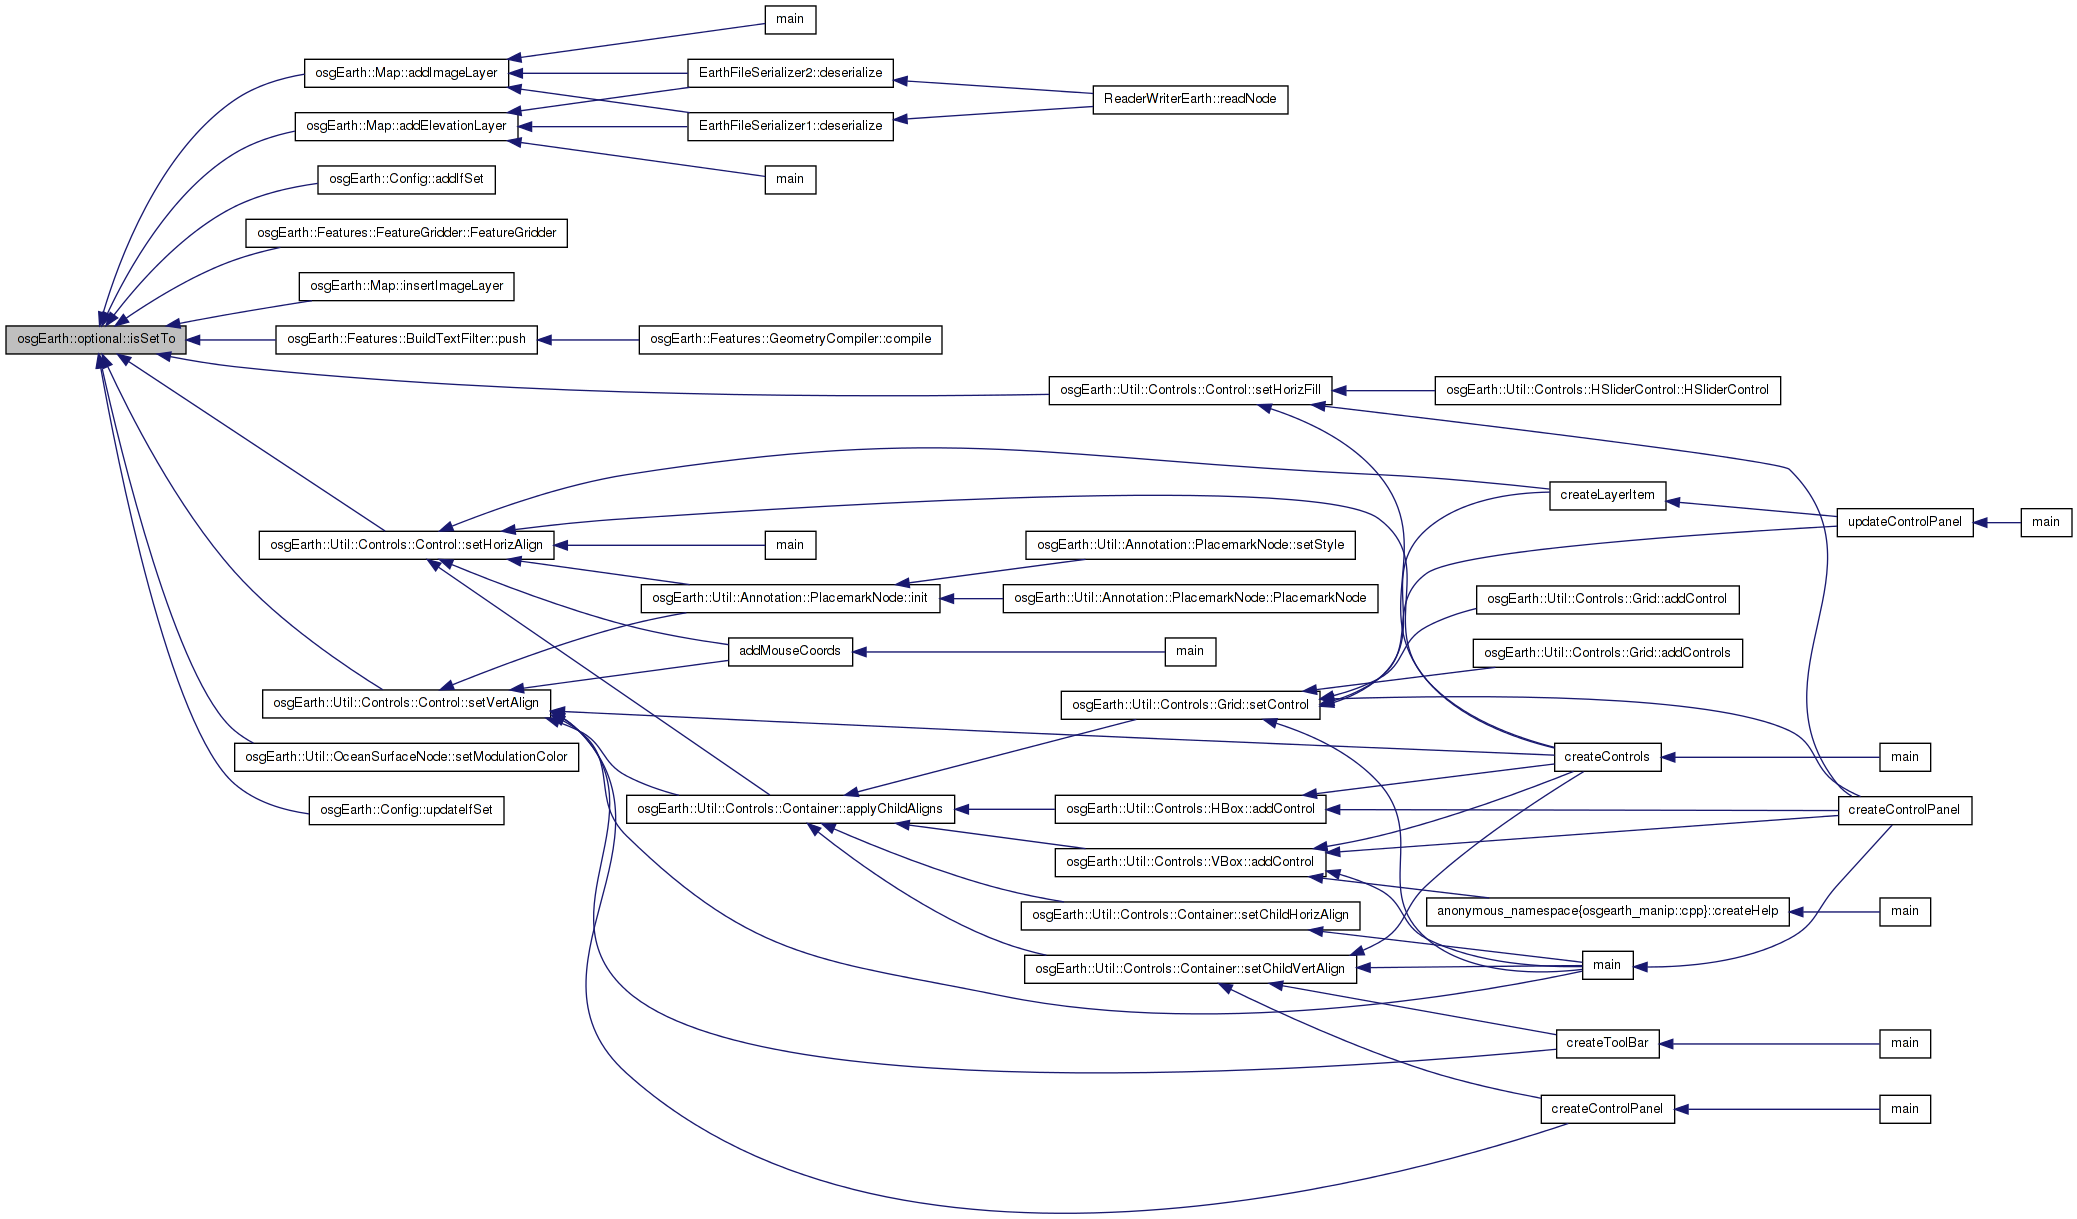 main
osgEarth::Map::addImageLayer
EarthFileSerializer2::deserialize
ReaderWriterEarth::readNode
osgEarth::Map::addElevationLayer
EarthFileSerializer1::deserialize
osgEarth::Config::addIfSet
main
osgEarth::Features::FeatureGridder::FeatureGridder
osgEarth::Map::insertImageLayer
osgEarth::optional::isSetTo
osgEarth::Features::BuildTextFilter::push
osgEarth::Features::GeometryCompiler::compile
osgEarth::Util::Controls::Control::setHorizFill
osgEarth::Util::Controls::HSliderControl::HSliderControl
createLayerItem
updateControlPanel
main
osgEarth::Util::Controls::Control::setHorizAlign
main
osgEarth::Util::Annotation::PlacemarkNode::setStyle
osgEarth::Util::Annotation::PlacemarkNode::init
osgEarth::Util::Annotation::PlacemarkNode::PlacemarkNode
osgEarth::Util::Controls::Grid::addControl
addMouseCoords
main
osgEarth::Util::Controls::Grid::addControls
osgEarth::Util::Controls::Control::setVertAlign
osgEarth::Util::Controls::Grid::setControl
osgEarth::Util::OceanSurfaceNode::setModulationColor
createControls
main
osgEarth::Config::updateIfSet
osgEarth::Util::Controls::Container::applyChildAligns
osgEarth::Util::Controls::HBox::addControl
createControlPanel
osgEarth::Util::Controls::VBox::addControl
osgEarth::Util::Controls::Container::setChildHorizAlign
anonymous_namespace{osgearth_manip::cpp}::createHelp
main
osgEarth::Util::Controls::Container::setChildVertAlign
main
createToolBar
main
createControlPanel
main